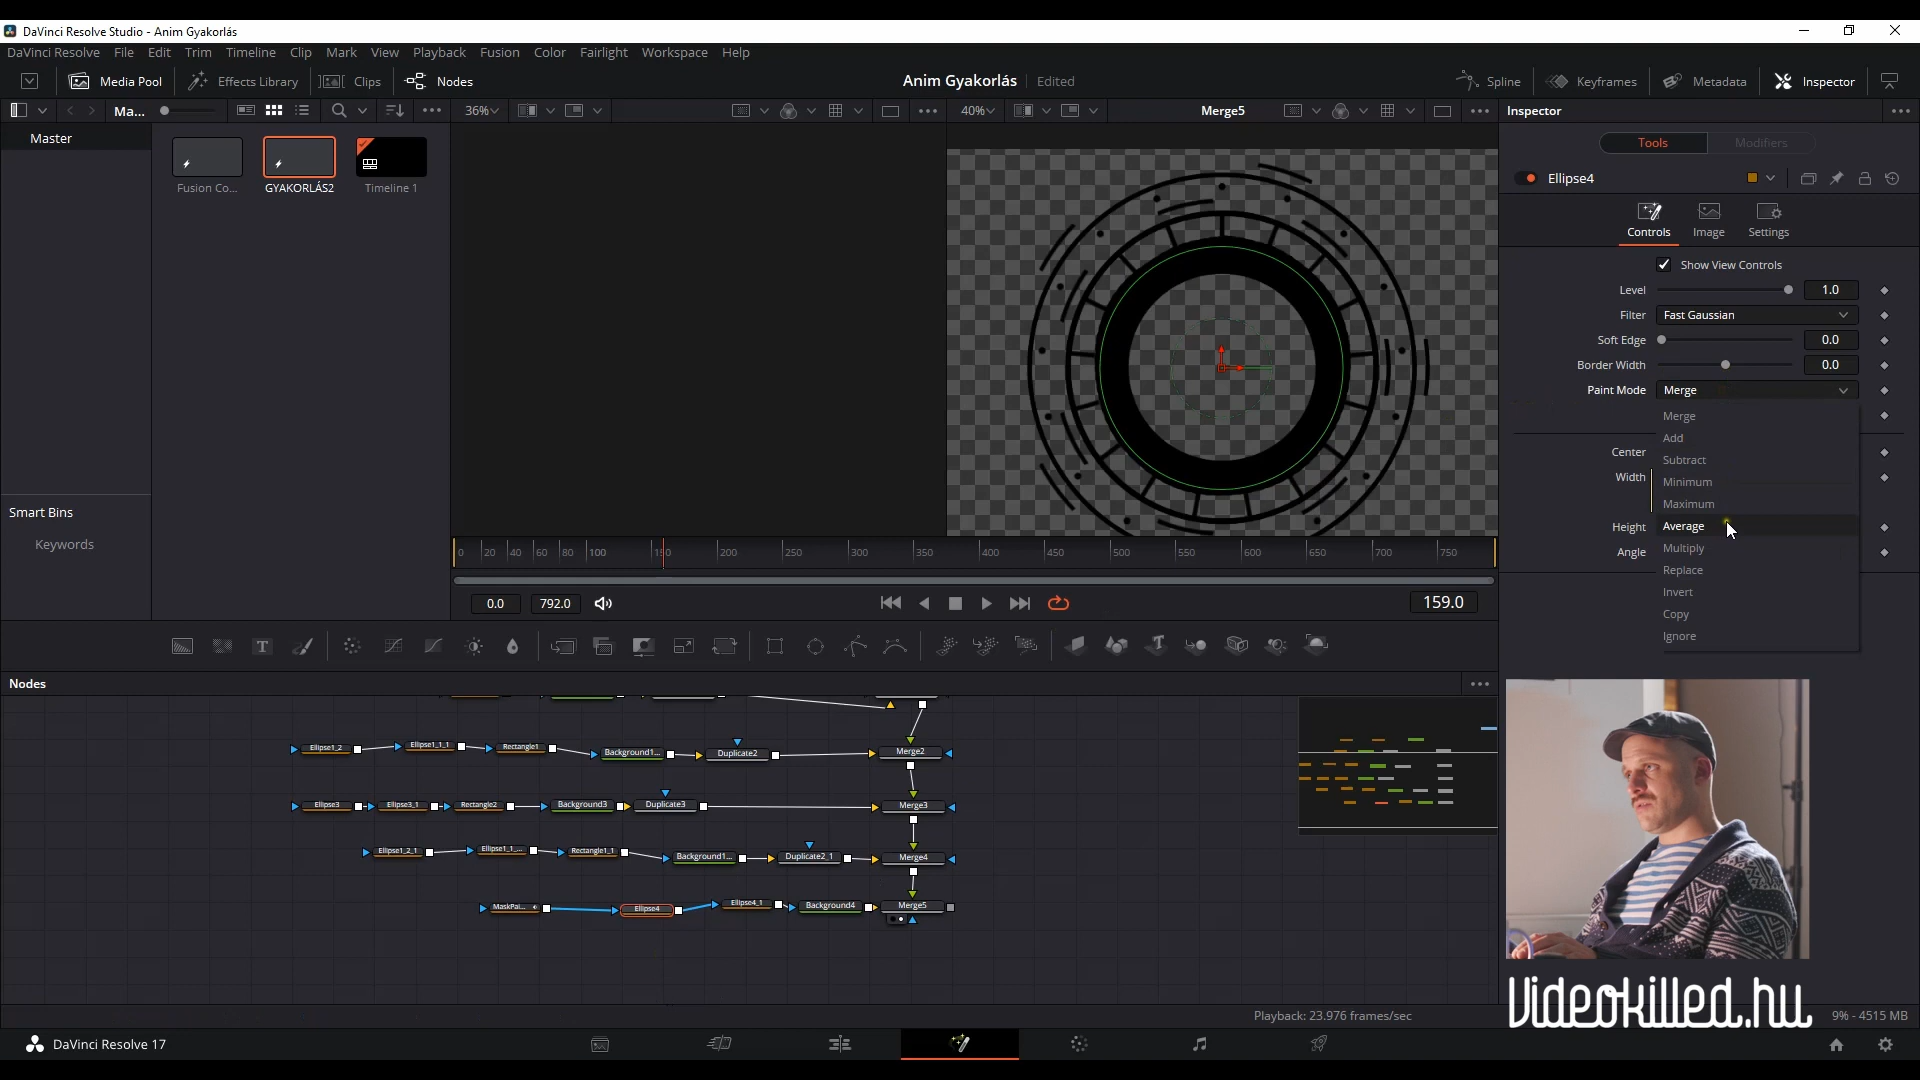 DaVinci Resolve Studio - Anim Gyakorlás
DaVinci Resolve File Edit Trim Timeline Clip Mark View Playback Fusion Color Fairlight Workspace Help
Media Pool Effects Library Clips Nodes Anim Gyakorlás Edited Spline Keyframes Metadata Inspector
Ma... 36% 40% Merge5 Inspector
Master
Fusion Co... GYAKORLÁS2 Timeline 1
Tools Modifiers
Ellipse4
Controls Image Settings
Show View Controls
Level 1.0
Filter Fast Gaussian
Soft Edge 0.0
Border Width 0.0
Paint Mode Merge
Merge
Add
Center
Subtract
Width
Minimum
Maximum
Height Average
Angle Multiply
Replace
Invert
Copy
Ignore
Smart Bins
Keywords
0 20 40 60 80 100 200 250 300 350 400 450 500 550 600 650 700 750
0.0 792.0 159.0
Nodes
Ellipse1_2 Ellipse1_1_1 Rectangle1 Background1... Duplicate2 Merge2
Ellipse3 Ellipse3_1 Rectangle2 Background3 Duplicate3 Merge3
Ellipse1_2_1 Ellipse1_1_... Rectangle1_1 Background1... Duplicate2_1 Merge4
MaskPai... Ellipse4 Ellipse4_1 Background4 Merge5
Videokilled.hu
Playback: 23.976 frames/sec 9% - 4515 MB
DaVinci Resolve 17